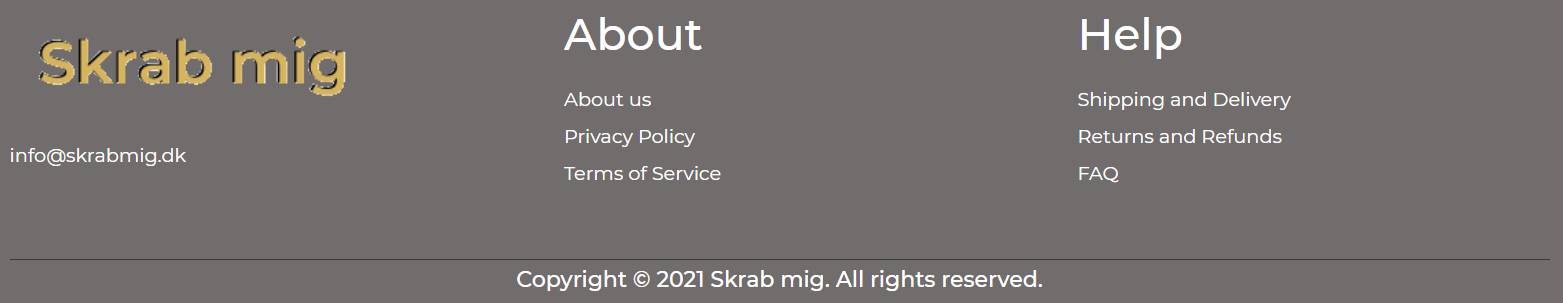 Skrab mig
info@skrabmig.dk
About
About us
Privacy Policy
Terms of Service
Help
Shipping and Delivery
Returns and Refunds
FAQ
Copyright © 2021 Skrab mig. All rights reserved.